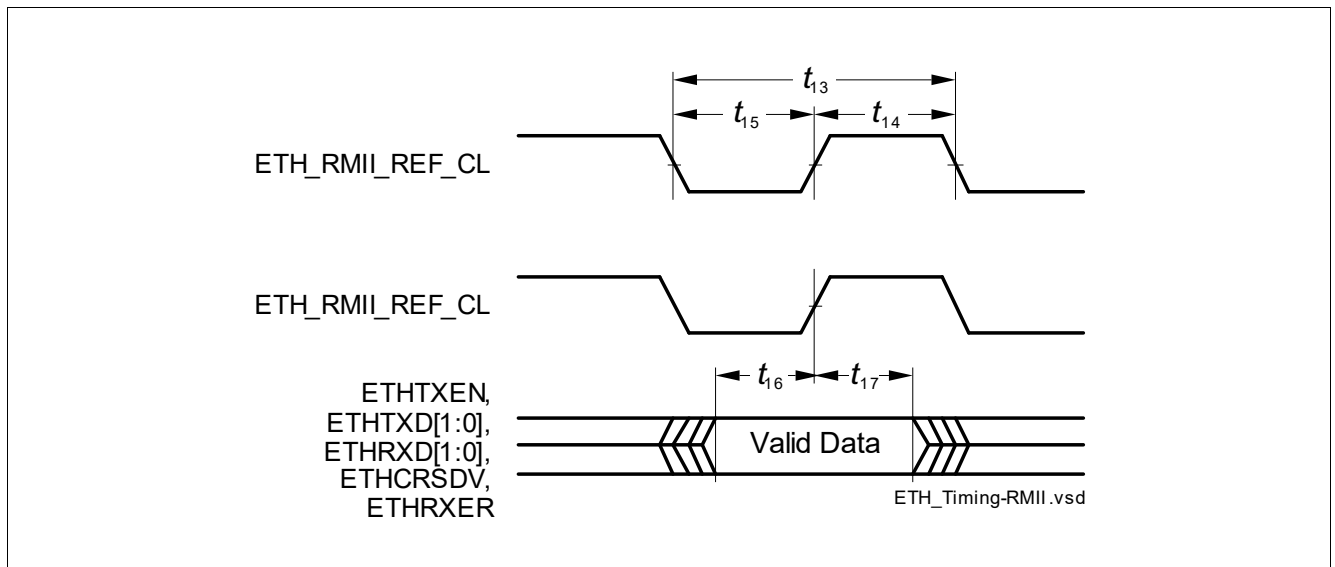 t13
t15
t14
ETH_RMII_REF_CL
ETH_RMII_REF_CL
t16
t17
ETHTXEN,
ETHTXD[1:0],
ETHRXD[1:0],
ETHCRSDV,
ETHRXER
Valid Data
ETH_Timing-RMII.vsd